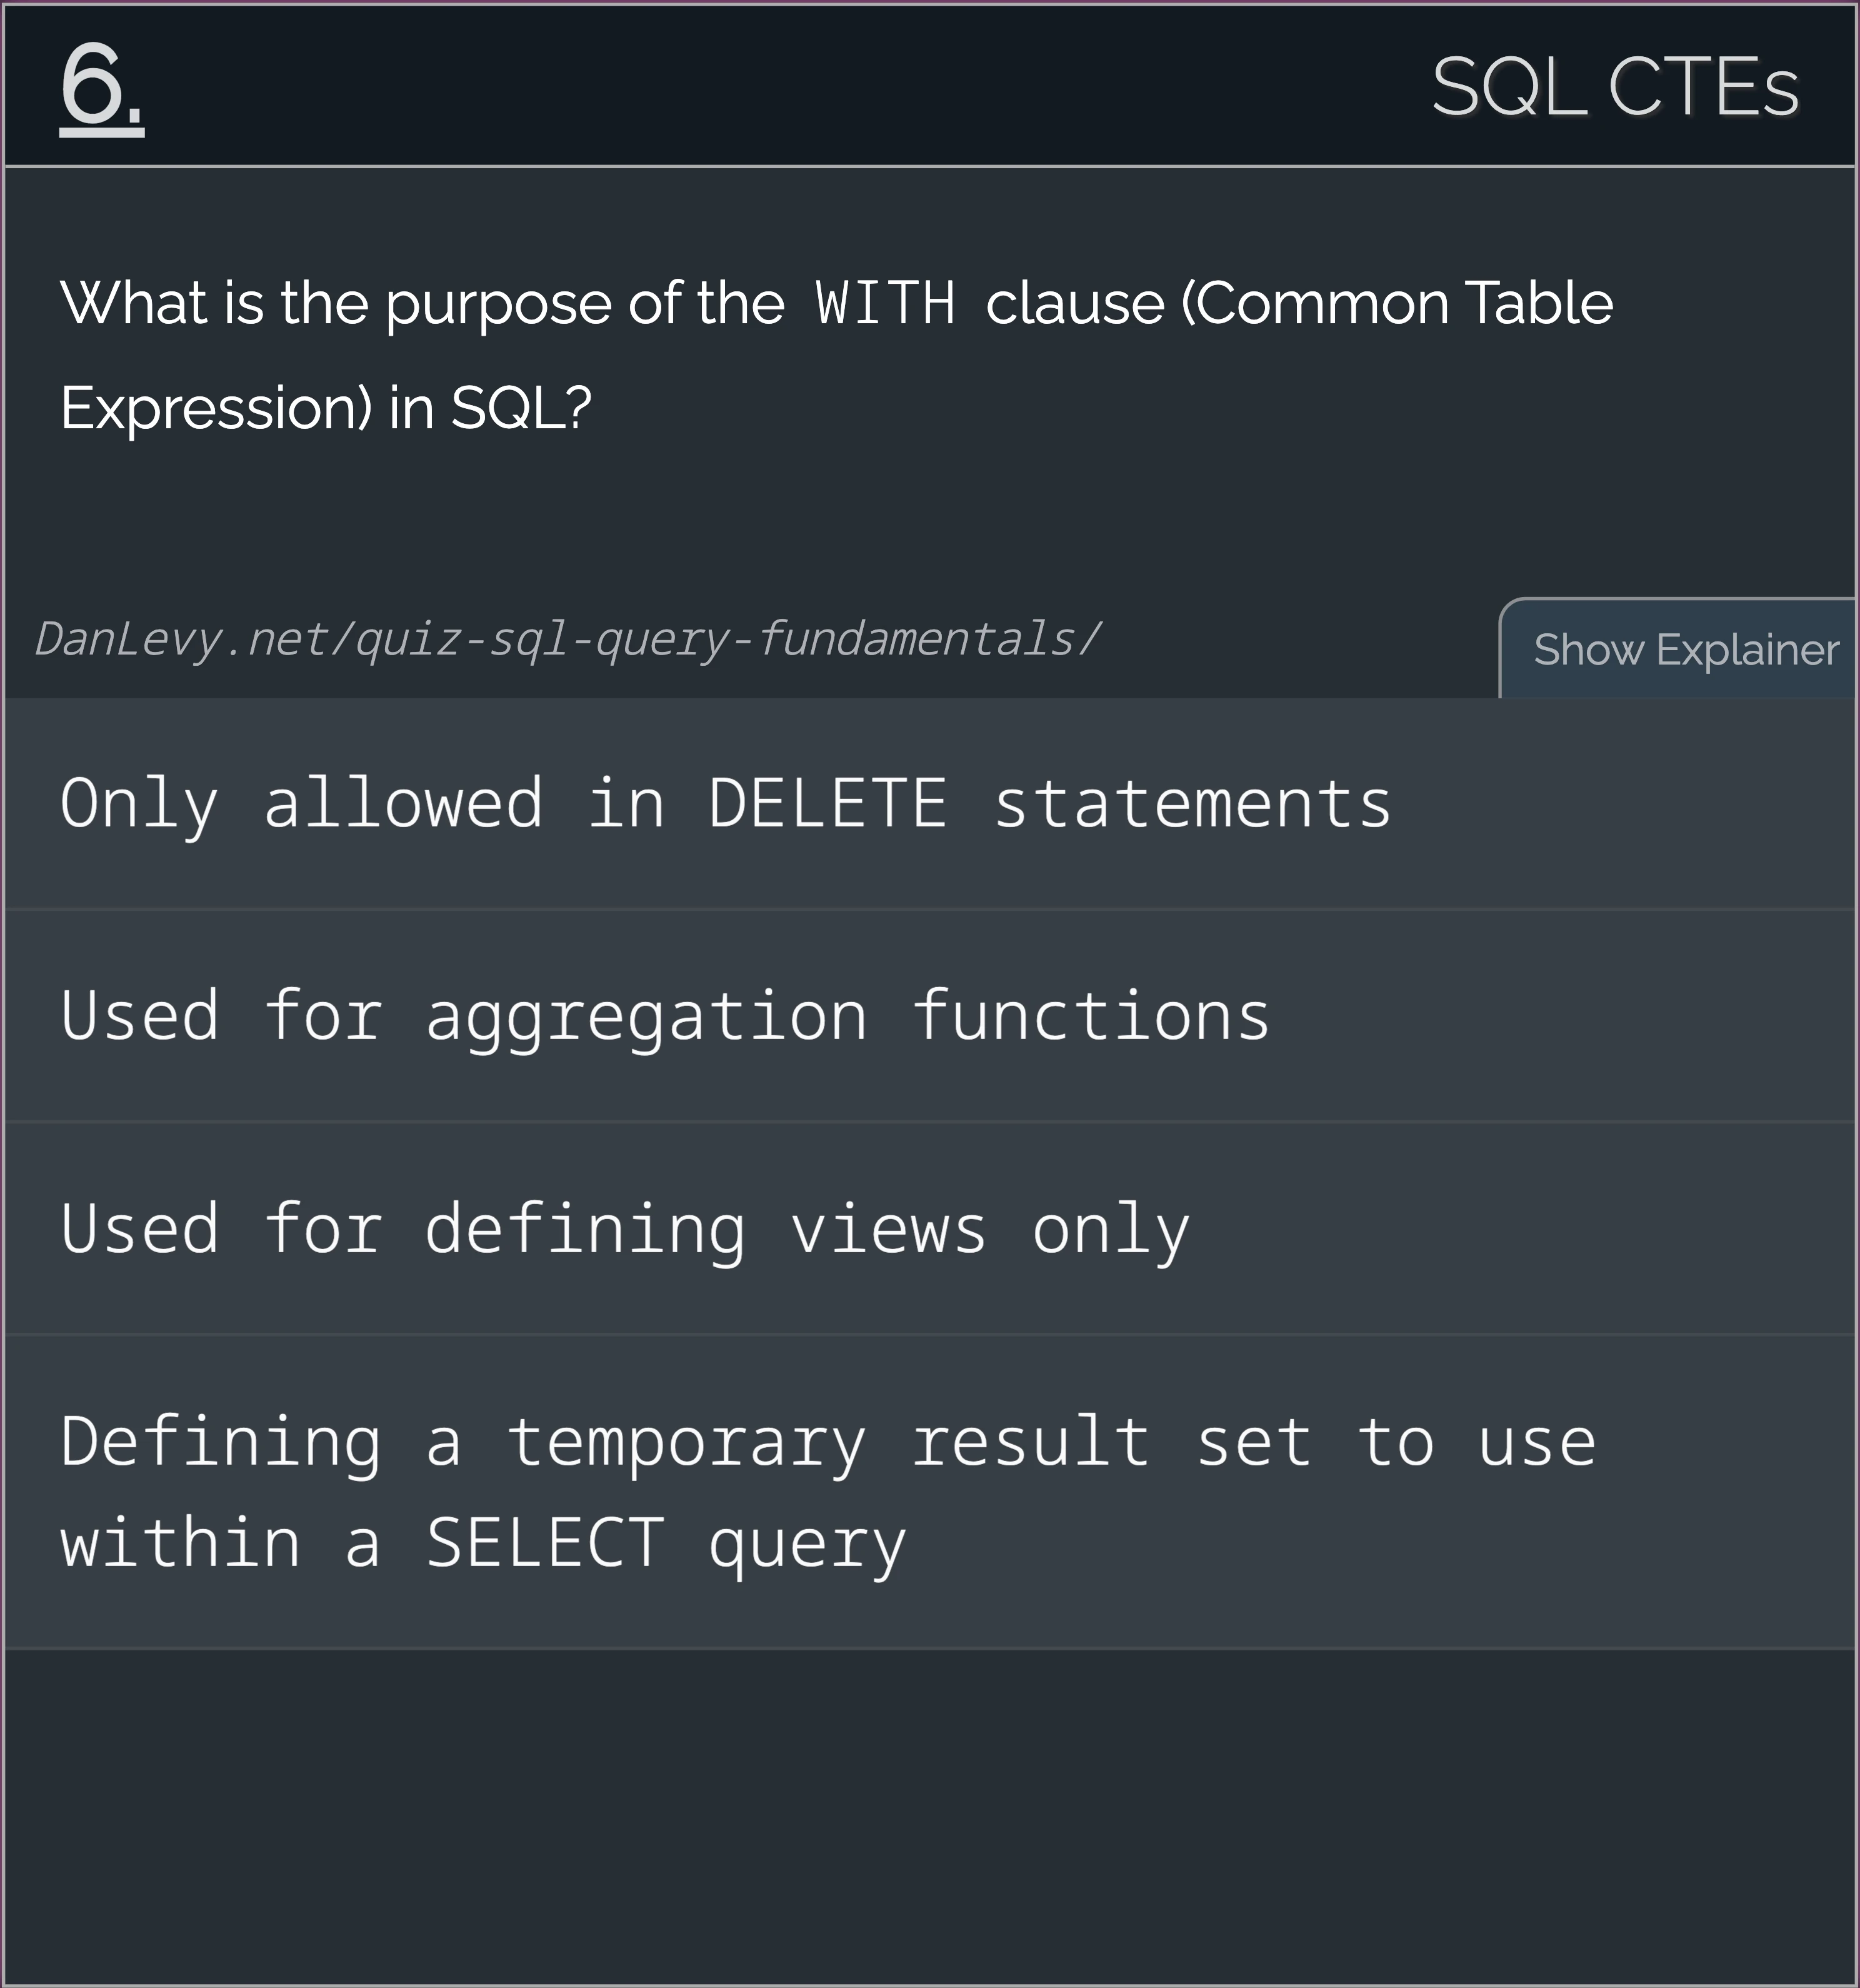 6.
SQL CTEs
What is the purpose of the WITH clause (Common Table
Expression) in SQL?
DanLevy.net/quiz-sql-query-fundamentals/
Show Explainer
Only allowed in DELETE statements
Used for aggregation functions
Used for defining views only
Defining a temporary result set to use
within a SELECT query